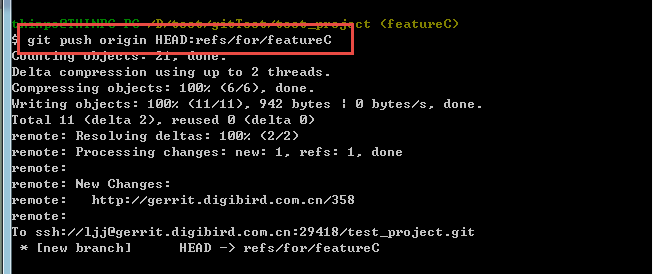 thinpc@THINPC-PC /D/test/gitTest/test_project (featureC)
$ git push origin HEAD:refs/for/featureC
Counting objects: 21, done.
Delta compression using up to 2 threads.
Compressing objects: 100% (6/6), done.
Writing objects: 100% (11/11), 942 bytes | 0 bytes/s, done.
Total 11 (delta 2), reused 0 (delta 0)
remote: Resolving deltas: 100% (2/2)
remote: Processing changes: new: 1, refs: 1, done
remote:
remote: New Changes:
remote:   http://gerrit.digibird.com.cn/358
remote:
To ssh://ljj@gerrit.digibird.com.cn:29418/test_project.git
 * [new branch]      HEAD -> refs/for/featureC